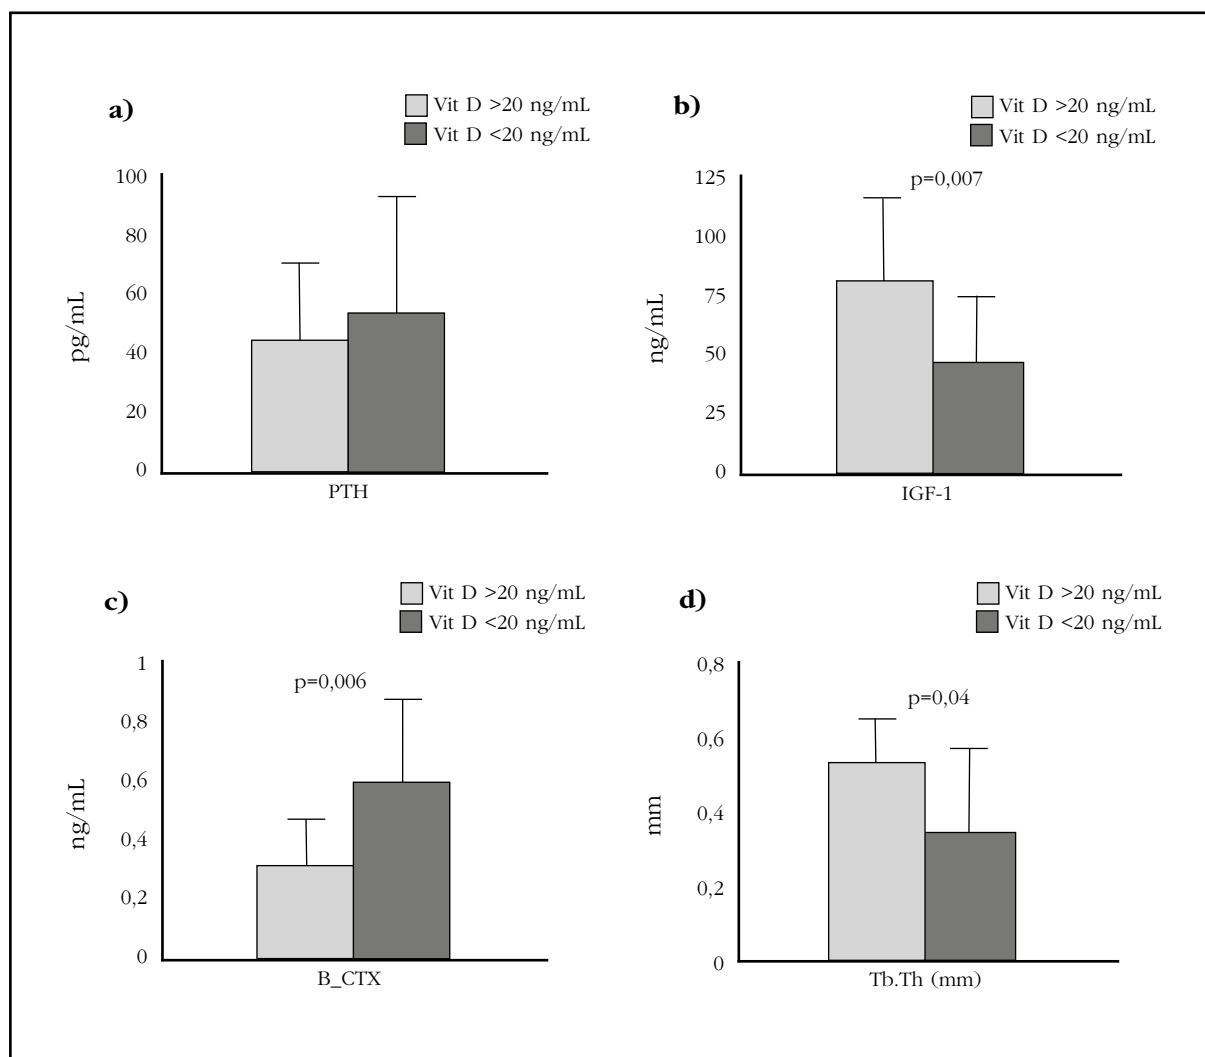 a)
Vit D >20 ng/mL
Vit D <20 ng/mL
100
80
60
40
20
0
pg/mL
PTH
b)
Vit D >20 ng/mL
Vit D <20 ng/mL
p=0,007
125
100
75
50
25
0
ng/mL
IGF-1
c)
Vit D >20 ng/mL
Vit D <20 ng/mL
p=0,006
1
0,8
0,6
0,4
0,2
0
ng/mL
B_CTX
d)
Vit D >20 ng/mL
Vit D <20 ng/mL
p=0,04
0,8
0,6
0,4
0,2
0
mm
Tb.Th (mm)